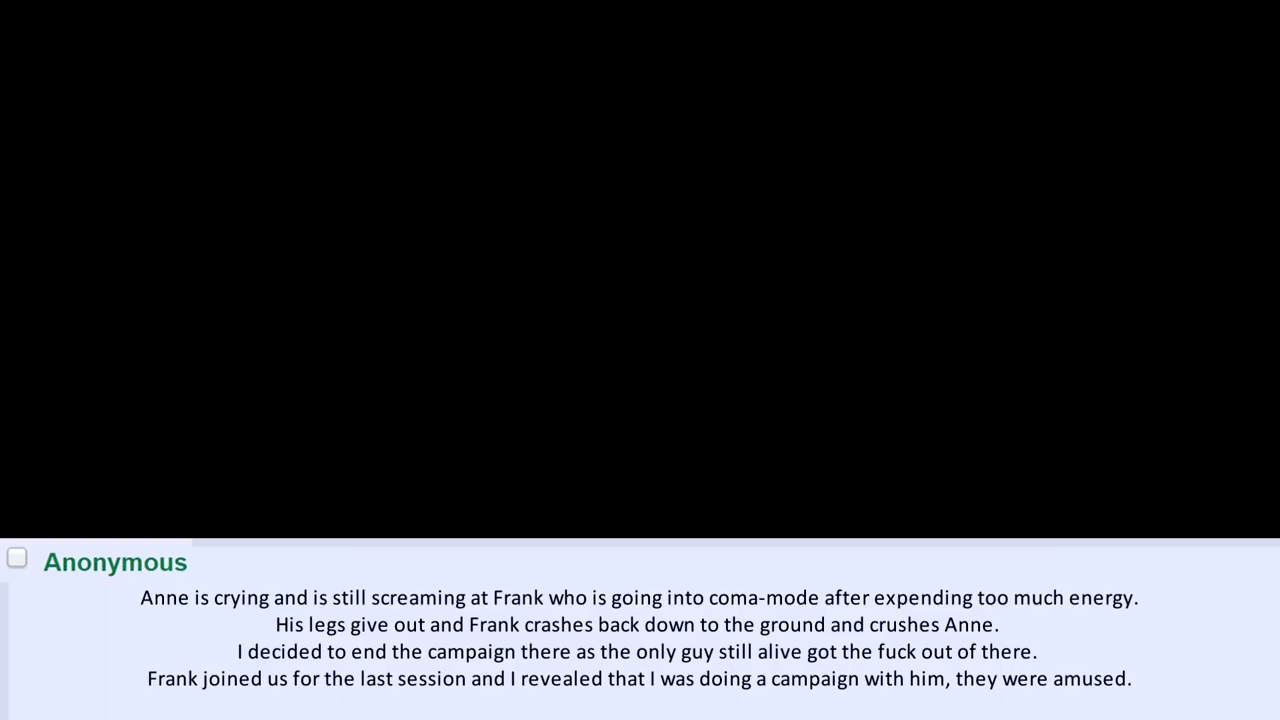 Anonymous
Anne is crying and is still screaming at Frank who is going into coma-mode after expending too much energy.
His legs give out and Frank crashes back down to the ground and crushes Anne.
I decided to end the campaign there as the only guy still alive got the fuck out of there.
Frank joined us for the last session and I revealed that I was doing a campaign with him, they were amused.